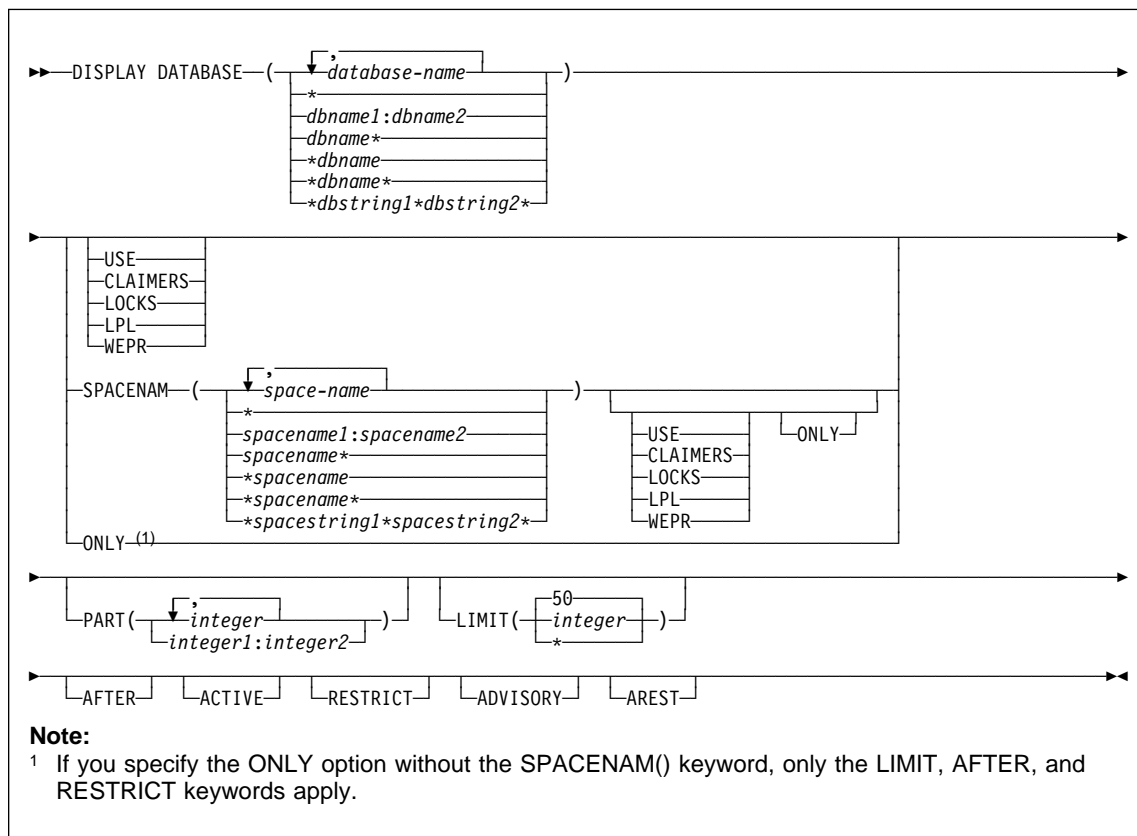 ,
DISPLAY DATABASE ( database-name )
*
dbname1:dbname2
dbname*
*dbname
*dbname*
*dbstring1*dbstring2*
USE
CLAIMERS
LOCKS
LPL
WEPR
,
SPACENAM ( space-name )
*
spacename1:spacename2 USE ONLY
spacename* CLAIMERS
*spacename LOCKS
*spacename* LPL
*spacestring1*spacestring2* WEPR
ONLY (1)
, 50
PART( integer ) LIMIT( integer )
integer1:integer2 *
AFTER ACTIVE RESTRICT ADVISORY AREST
Note:
1 If you specify the ONLY option without the SPACENAM() keyword, only the LIMIT, AFTER, and
RESTRICT keywords apply.